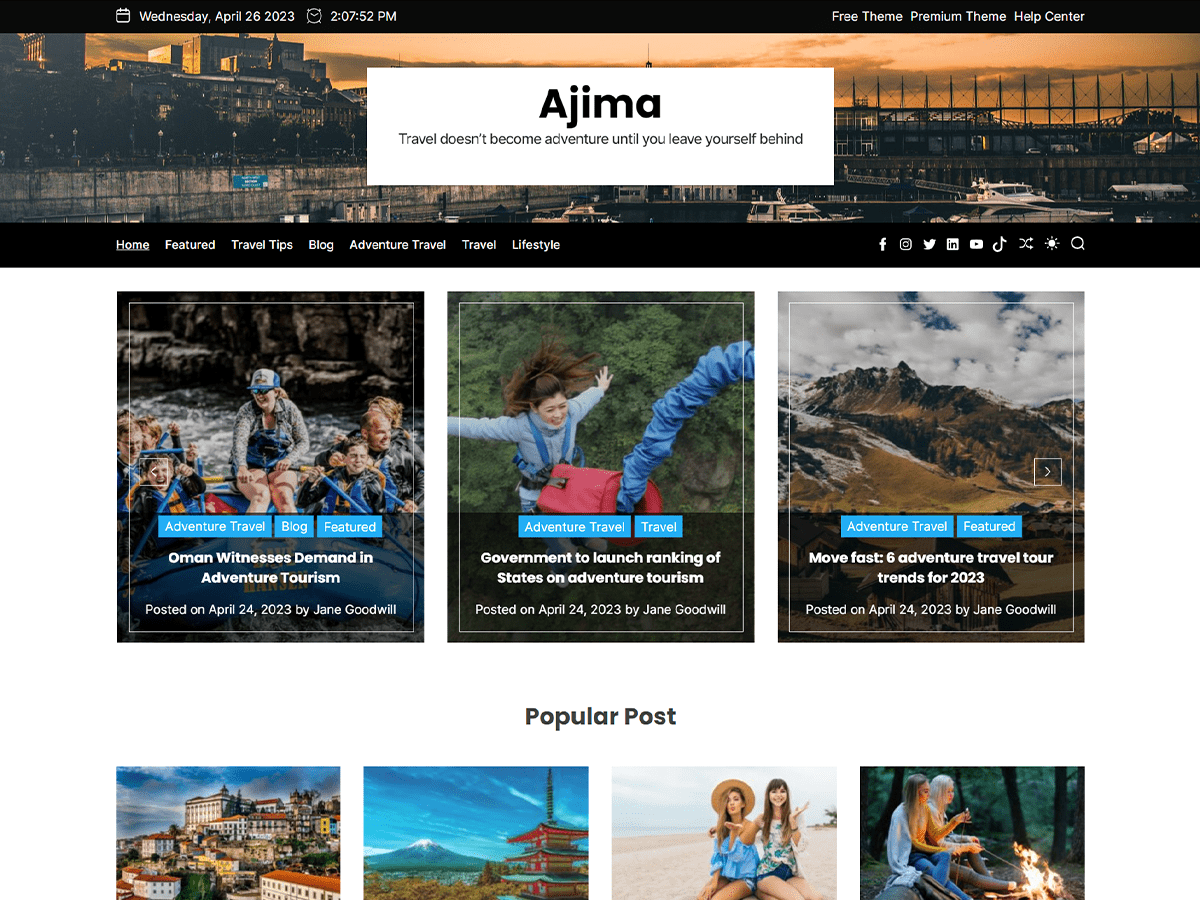 Wednesday, April 26 2023 2:07:52 PM
Free Theme Premium Theme Help Center
Ajima
Travel doesn't become adventure until you leave yourself behind
Home Featured Travel Tips Blog Adventure Travel Travel Lifestyle
Adventure Travel Blog Featured
Oman Witnesses Demand in
Adventure Tourism
Posted on April 24, 2023 by Jane Goodwill
Adventure Travel Travel
Government to launch ranking of
States on adventure tourism
Posted on April 24, 2023 by Jane Goodwill
Adventure Travel Featured
Move fast: 6 adventure travel tour
trends for 2023
Posted on April 24, 2023 by Jane Goodwill
Popular Post